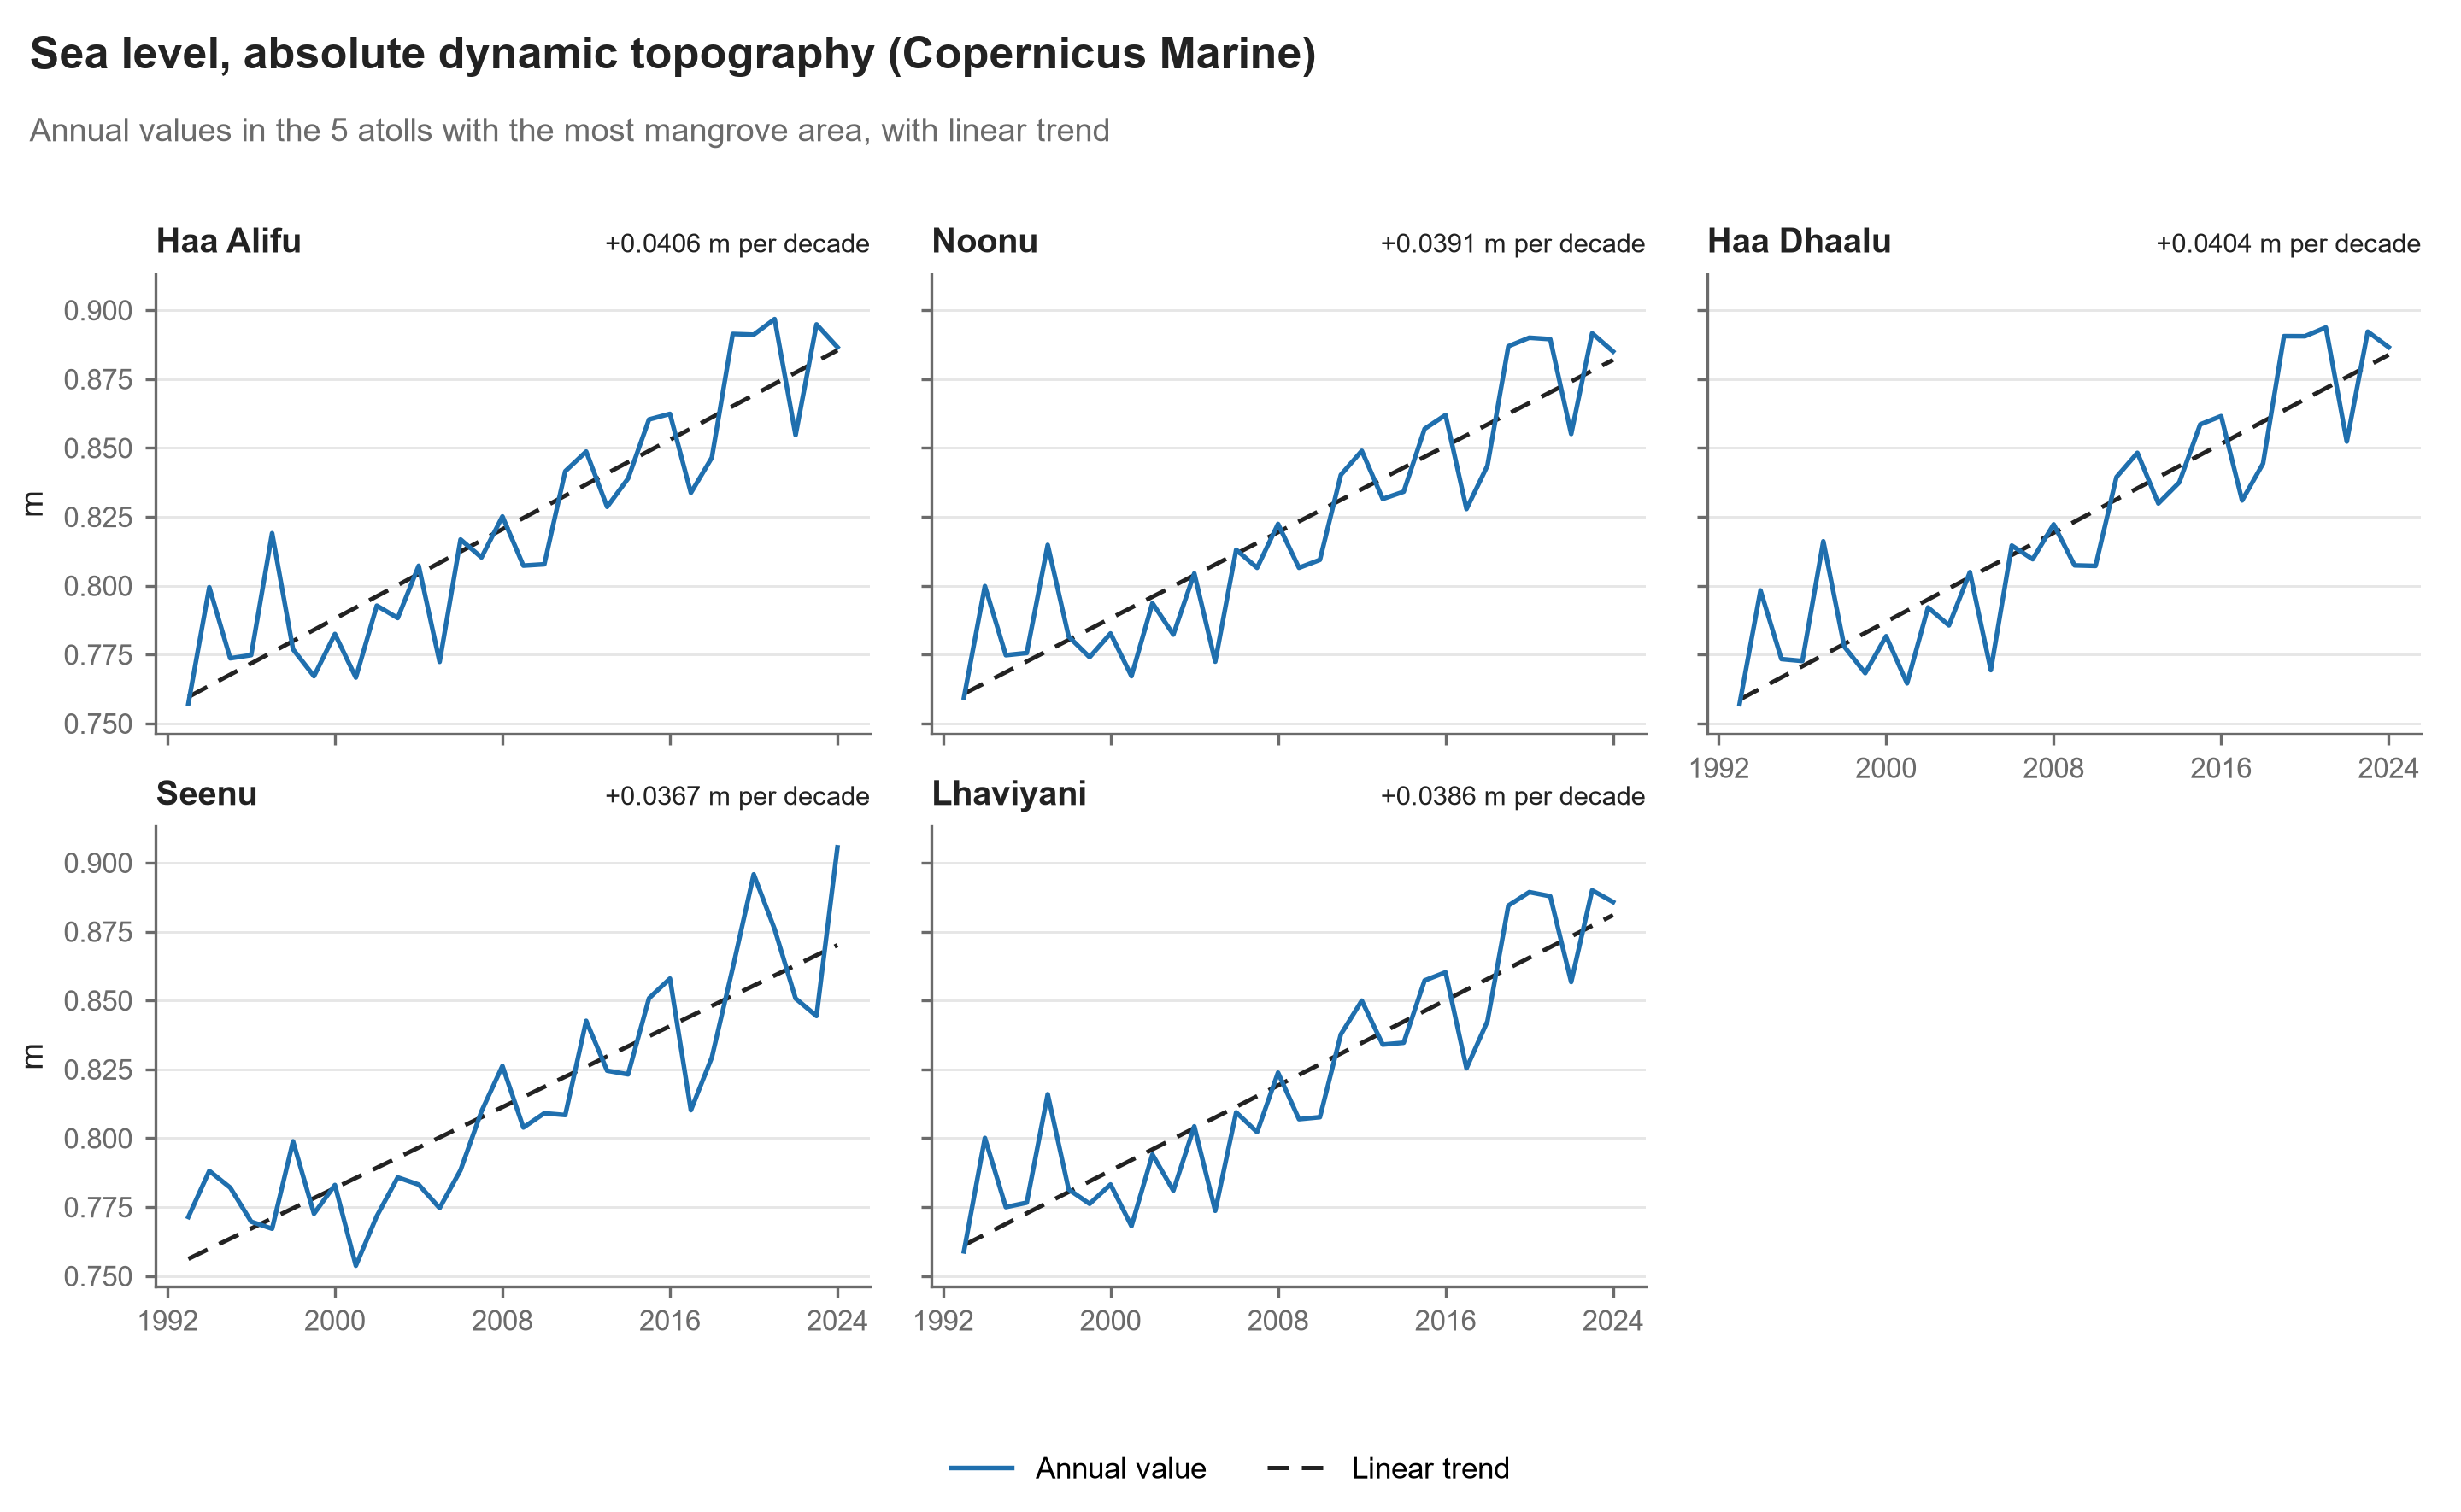 Sea level, absolute dynamic topography (Copernicus Marine)
Annual values in the 5 atolls with the most mangrove area, with linear trend
Haa Alifu +0.0406 m per decade
Noonu +0.0391 m per decade
Haa Dhaalu +0.0404 m per decade
0.900
0.875
0.850
0.825
0.800
0.775
0.750
m
1992 2000 2008 2016 2024
Seenu +0.0367 m per decade
Lhaviyani +0.0386 m per decade
0.900
0.875
0.850
0.825
0.800
0.775
0.750
m
1992 2000 2008 2016 2024
1992 2000 2008 2016 2024
Annual value Linear trend